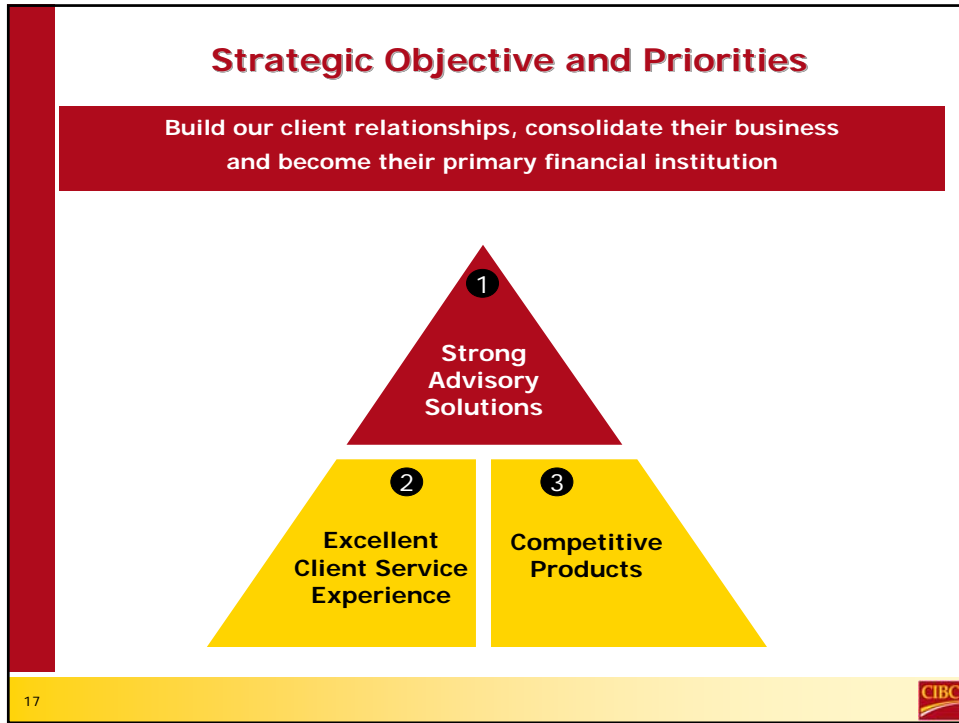 Strategic Objective and Priorities
Build our client relationships, consolidate their business
and become their primary financial institution
1
Strong
Advisory
Solutions
2
Excellent
Client Service
Experience
3
Competitive
Products
17
CIBC